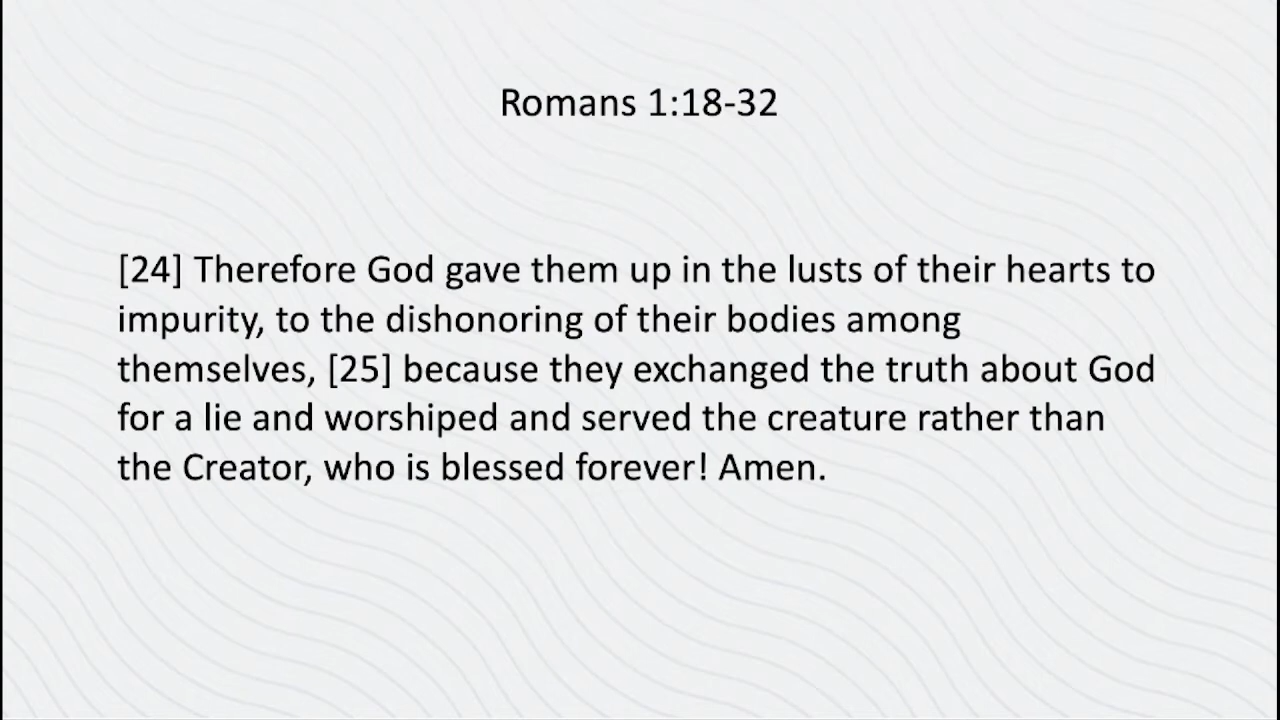 Romans 1:18-32
[24] Therefore God gave them up in the lusts of their hearts to
impurity, to the dishonoring of their bodies among
themselves, [25] because they exchanged the truth about God
for a lie and worshiped and served the creature rather than
the Creator, who is blessed forever! Amen.